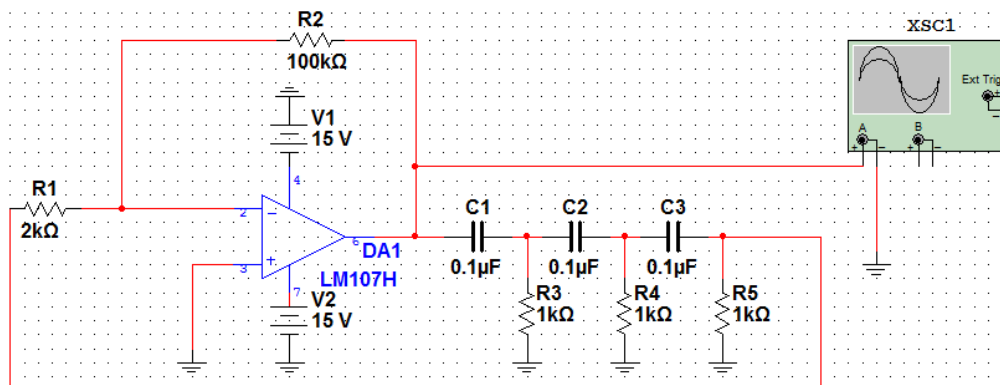 R2
100kΩ
XSC1
Ext Trig
+
−
V1
15 V
A
B
+ − + −
R1
2kΩ
4
2
−
+
3
6
7
DA1
LM107H
C1
0.1µF
C2
0.1µF
C3
0.1µF
V2
15 V
R3
1kΩ
R4
1kΩ
R5
1kΩ